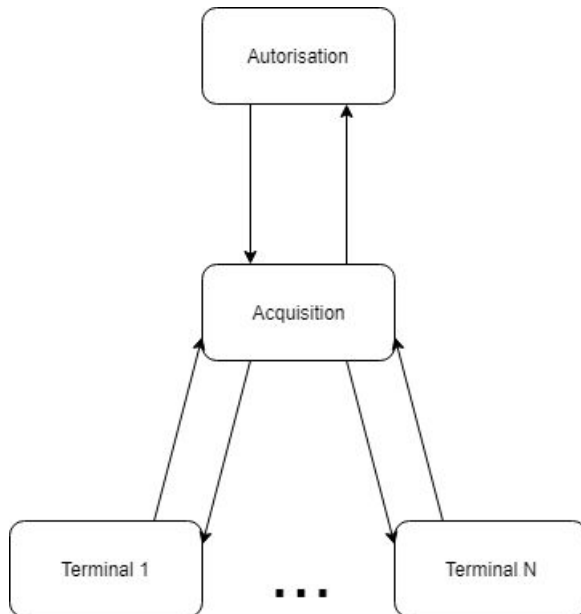 Autorisation
Acquisition
Terminal 1
...
Terminal N